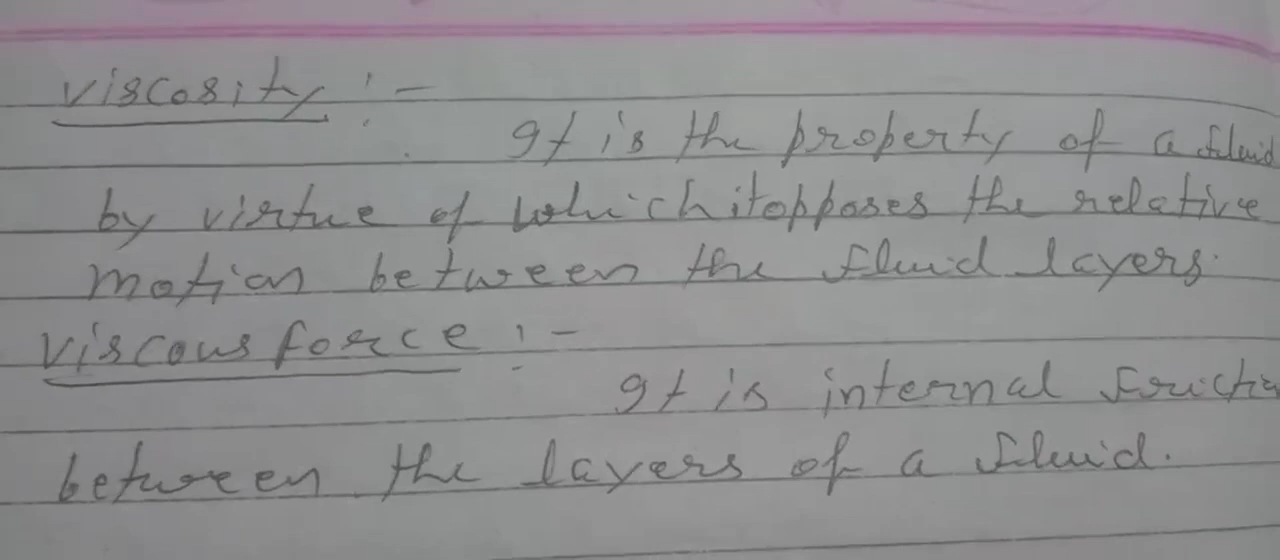 viscosity :-
It is the property of a fluid
by virtue of which it opposes the relative
motion between the fluid layers.
viscous force :-
It is internal frictio
between the layers of a fluid.